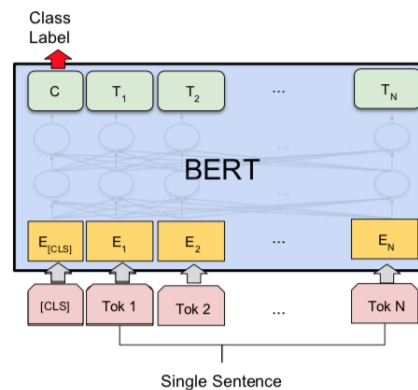 Class
Label
C T1 T2 ... TN
...
BERT
...
E[CLS] E1 E2 ... EN
[CLS] Tok 1 Tok 2 ... Tok N
Single Sentence